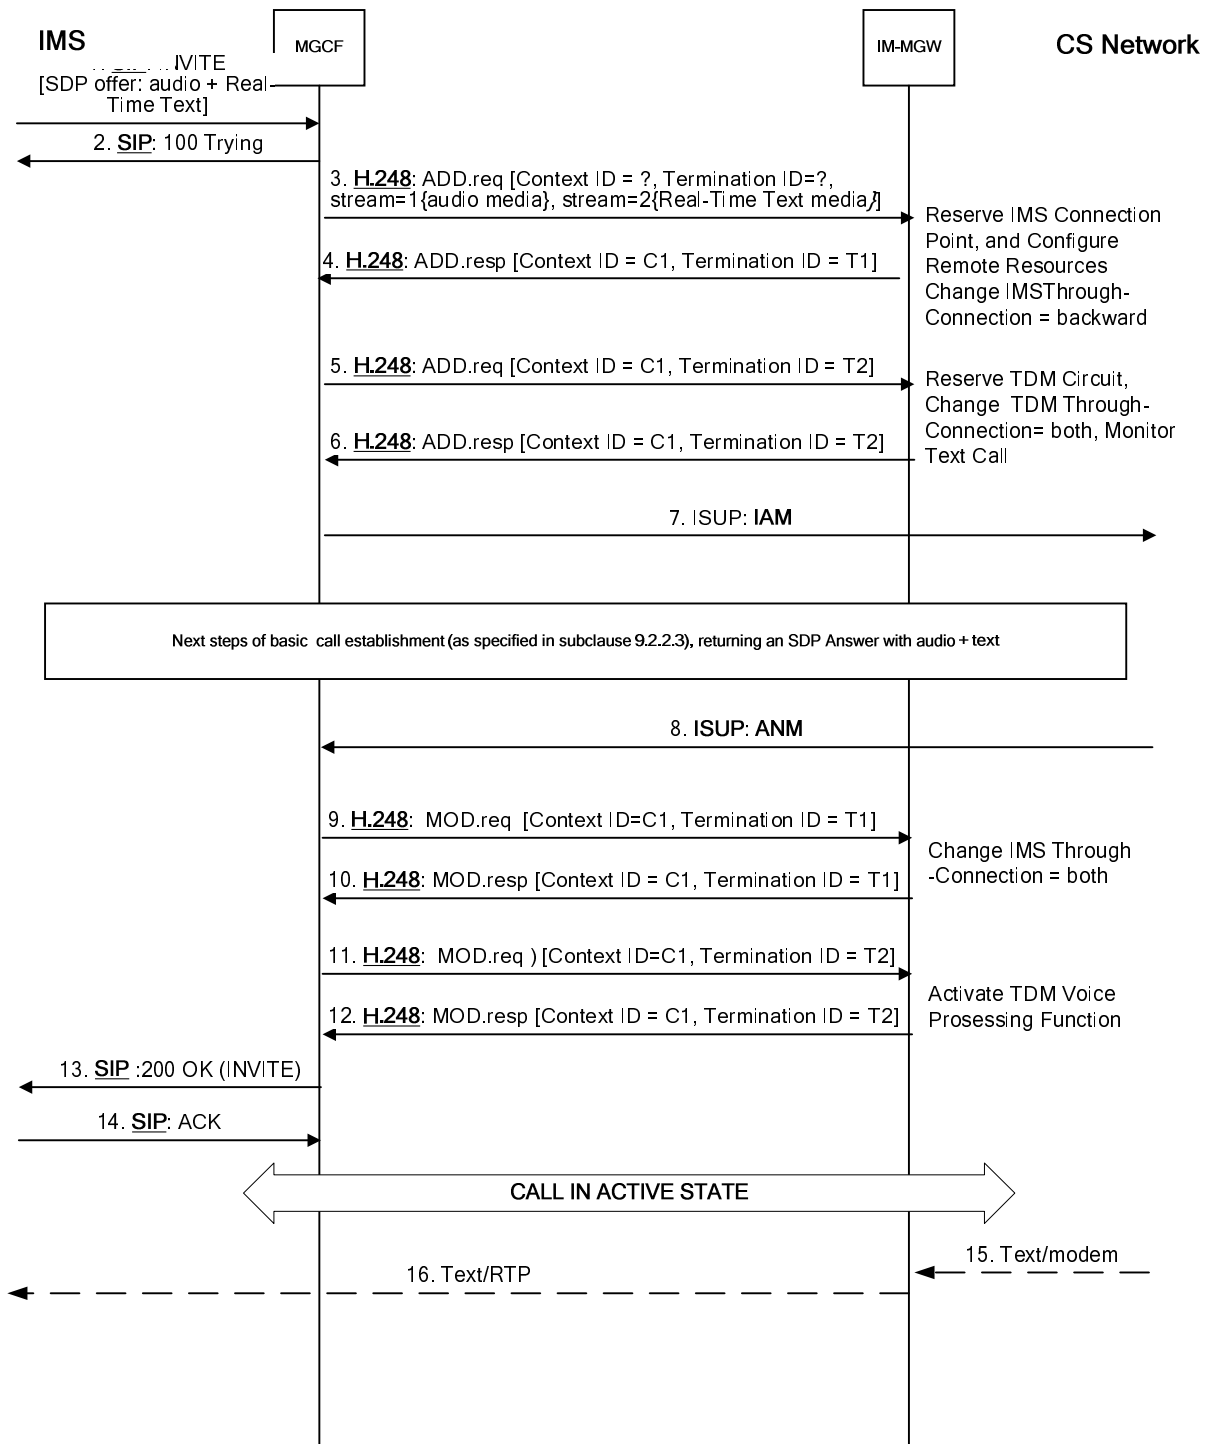 IMS
MGCF
IM-MGW
CS Network
INVITE
[SDP offer: audio + Real-
Time Text]
2. SIP: 100 Trying
3. H.248: ADD.req [Context ID = ?, Termination ID=?,
stream=1{audio media}, stream=2{Real-Time Text media}]
Reserve IMS Connection
Point, and Configure
Remote Resources
Change IMSThrough-
Connection = backward
4. H.248: ADD.resp [Context ID = C1, Termination ID = T1]
5. H.248: ADD.req [Context ID = C1, Termination ID = T2]
Reserve TDM Circuit,
Change TDM Through-
Connection= both, Monitor
Text Call
6. H.248: ADD.resp [Context ID = C1, Termination ID = T2]
7. ISUP: IAM
Next steps of basic call establishment (as specified in subclause 9.2.2.3), returning an SDP Answer with audio + text
8. ISUP: ANM
9. H.248: MOD.req [Context ID=C1, Termination ID = T1]
Change IMS Through
-Connection = both
10. H.248: MOD.resp [Context ID = C1, Termination ID = T1]
11. H.248: MOD.req ) [Context ID=C1, Termination ID = T2]
Activate TDM Voice
Prosessing Function
12. H.248: MOD.resp [Context ID = C1, Termination ID = T2]
13. SIP :200 OK (INVITE)
14. SIP: ACK
CALL IN ACTIVE STATE
15. Text/modem
16. Text/RTP